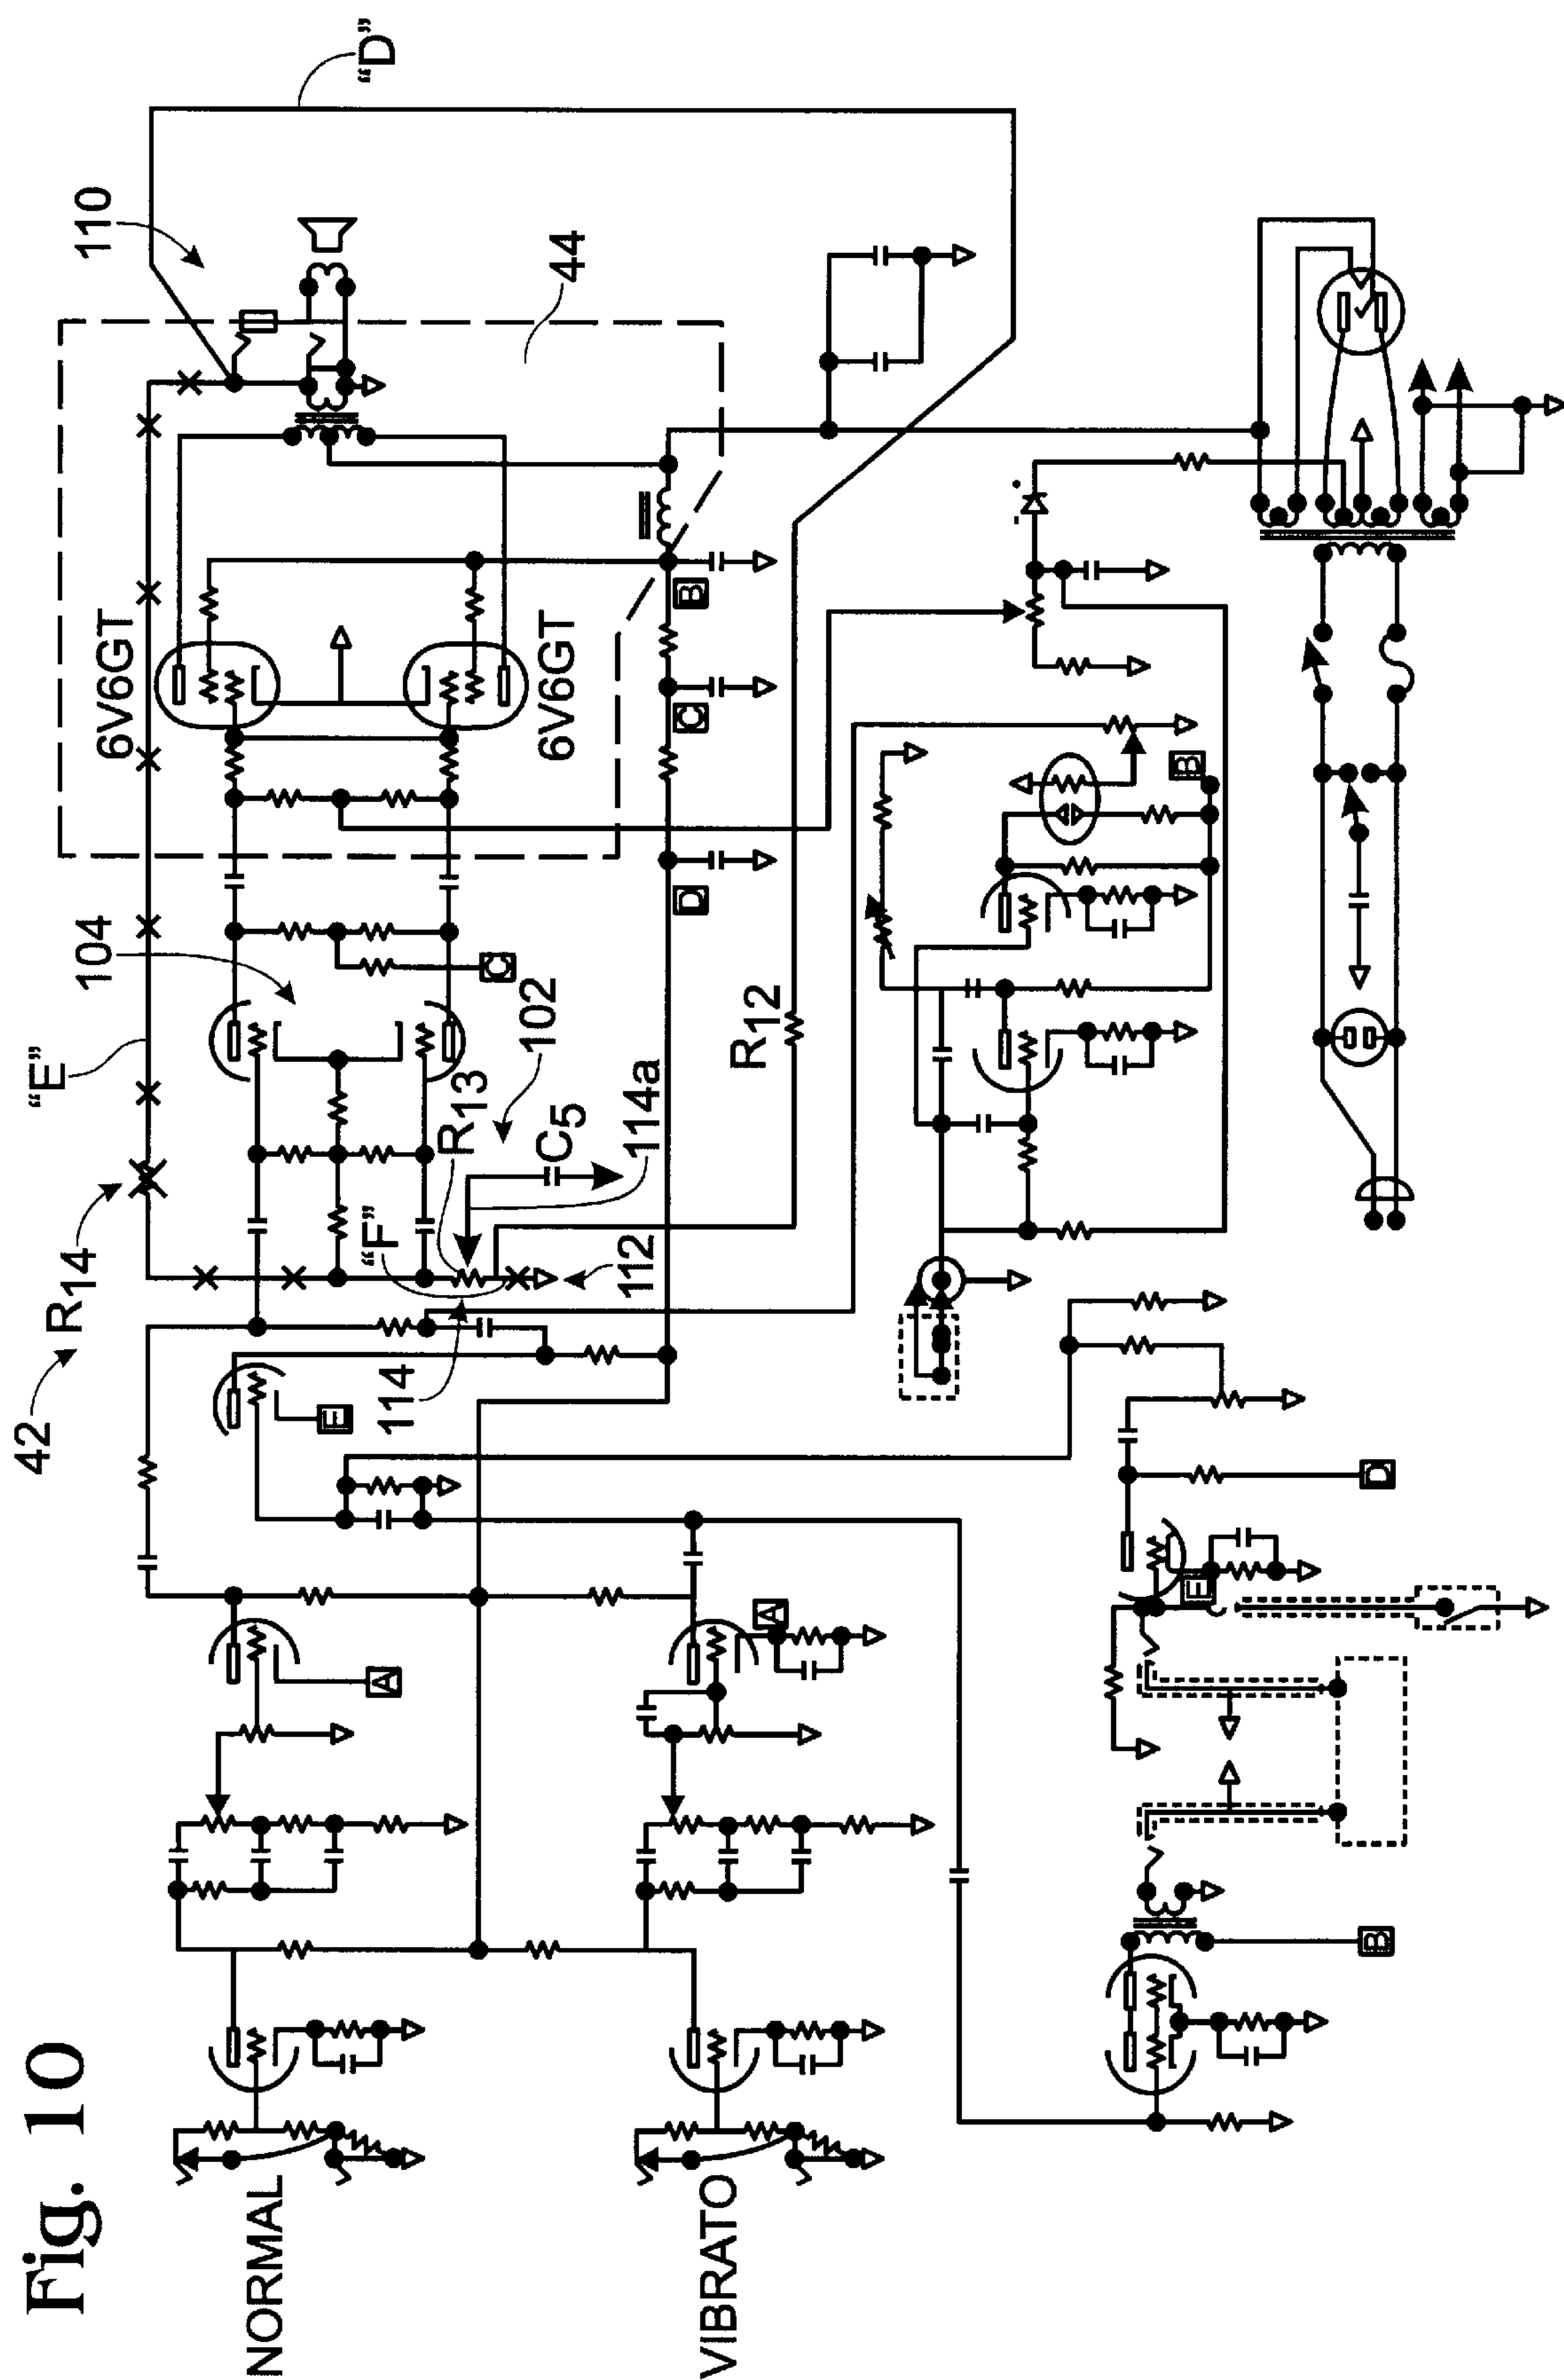 Fig. 10
NORMAL
VIBRATO
42
R14
"E"
104
6V6GT
6V6GT
110
"D"
44
R13
102
"F"
C5
114a
112
114
R12
A
A
E
C
D
C
B
B
B
E
D
-
+